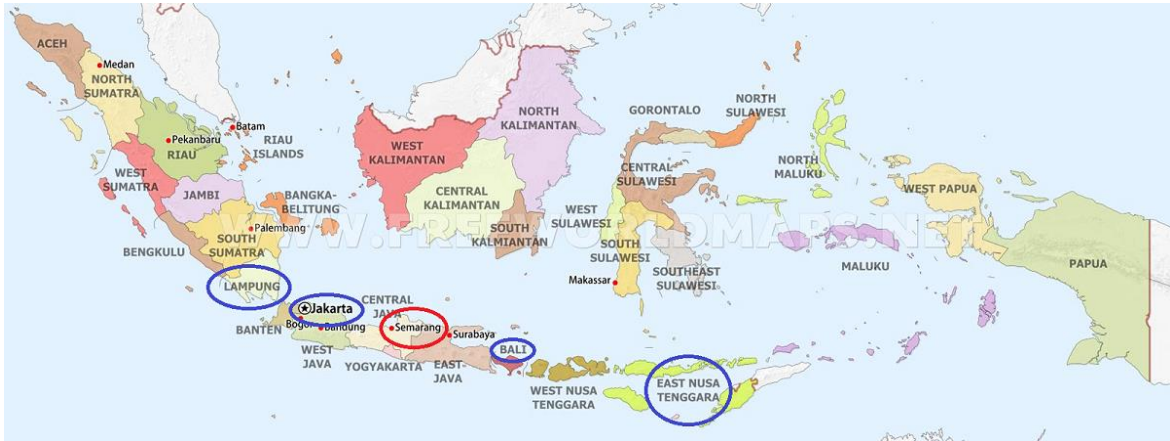 ACEH
Medan
NORTH
SUMATRA
Pekanbaru
RIAU
Batam
RIAU
ISLANDS
WEST
SUMATRA
JAMBI
BANGKA-
BELITUNG
Palembang
SOUTH
SUMATRA
BENGKULU
LAMPUNG
WEST
KALIMANTAN
NORTH
KALIMANTAN
CENTRAL
KALIMANTAN
SOUTH
KALMIANTAN
GORONTALO
NORTH
SULAWESI
CENTRAL
SULAWESI
WEST
SULAWESI
SOUTH
SULAWESI
SOUTHEAST
SULAWESI
Makassar
NORTH
MALUKU
MALUKU
WEST PAPUA
PAPUA
WWW.FREEWORLDMAPS.NET
Jakarta
BANTEN
Bogor
Bandung
WEST
JAVA
CENTRAL
JAVA
Semarang
YOGYAKARTA
Surabaya
EAST-
JAVA
BALI
WEST NUSA
TENGGARA
EAST NUSA
TENGGARA